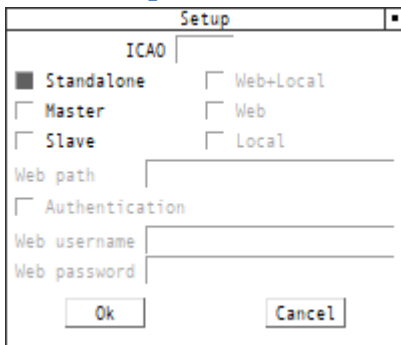 Setup
ICAO
Standalone Web+Local
Master Web
Slave Local
Web path
Authentication
Web username
Web password
Ok Cancel